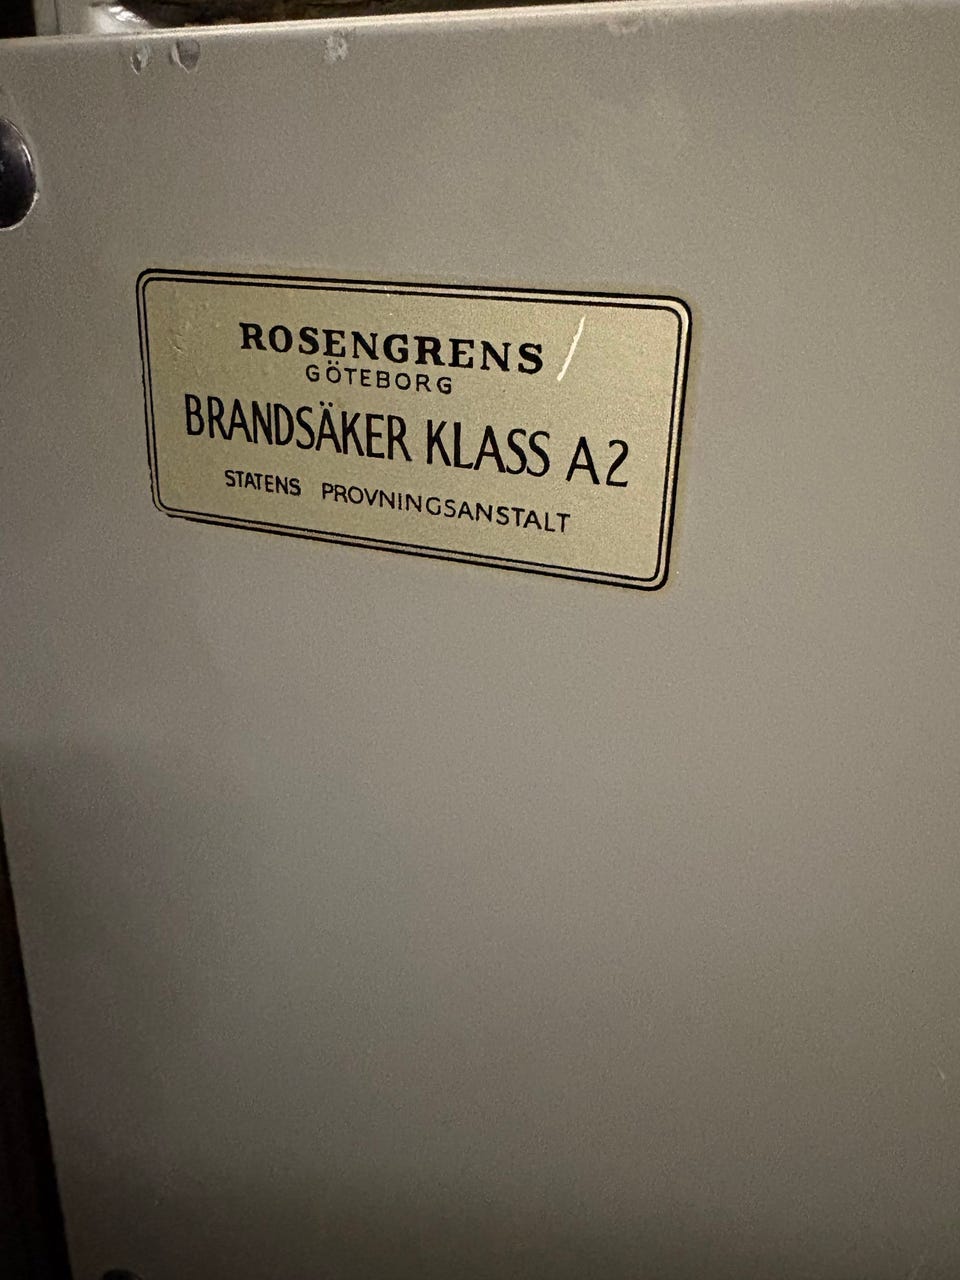 ROSENGRENS
GÖTEBORG
BRANDSÄKER KLASS A2
STATENS PROVNINGSANSTALT